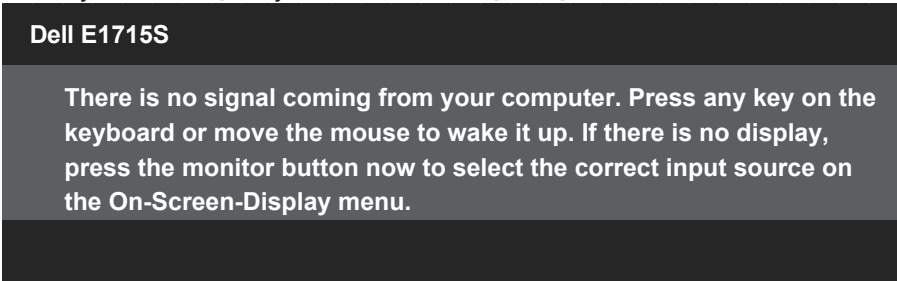 Dell E1715S
There is no signal coming from your computer. Press any key on the
keyboard or move the mouse to wake it up. If there is no display,
press the monitor button now to select the correct input source on
the On-Screen-Display menu.